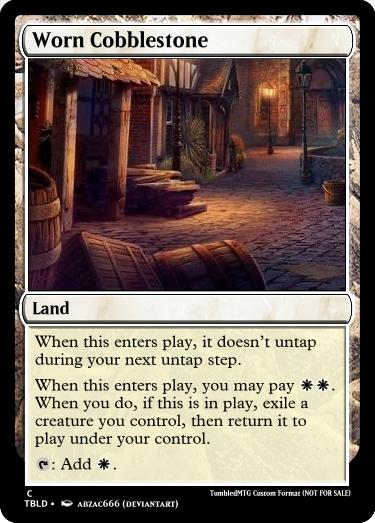 Worn Cobblestone
Land
When this enters play, it doesn't untap
during your next untap step.
When this enters play, you may pay
When you do, if this is in play, exile a
creature you control, then return it to
play under your control.
: Add .
C
TumbledMTG Custom Format (NOT FOR SALE)
TBLD • ABZAC666 (DEVIANTART)